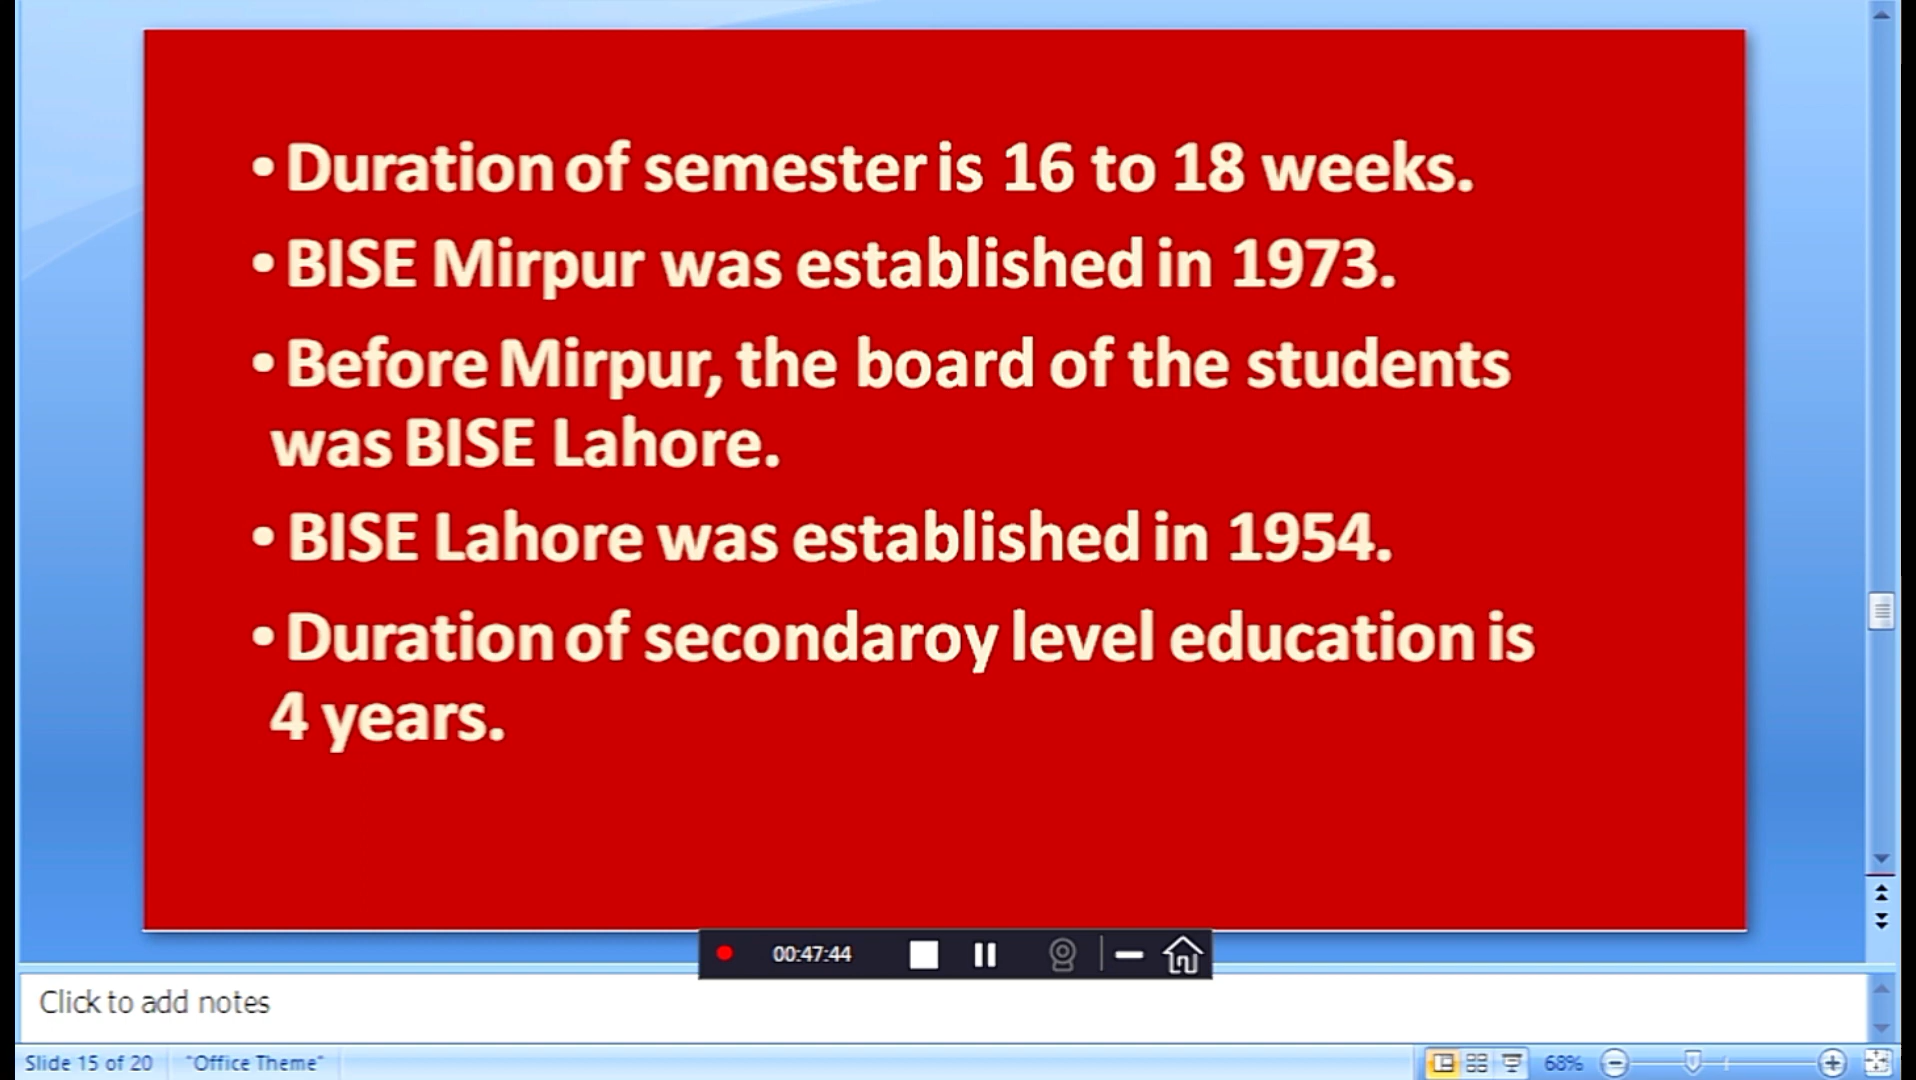 • Duration of semester is 16 to 18 weeks.
• BISE Mirpur was established in 1973.
• Before Mirpur, the board of the students
was BISE Lahore.
• BISE Lahore was established in 1954.
• Duration of secondaroy level education is
4 years.
00:47:44
Click to add notes
Slide 15 of 20 "Office Theme" 68%